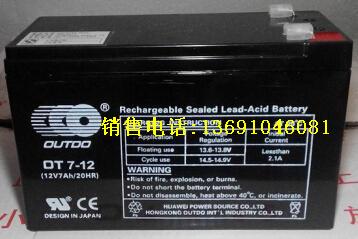 Rechargeable Sealed Lead-Acid Battery
销售电话:13691046081
OUTDO
OT 7-12
(12V7Ah/20HR)
Application
Voltage Regulation
Initial Current
Floating use
13.6-13.8V
Lessthan 2.1A
Cycle use
14.5-14.9V
WARNING
Risk of fire, explosion, or burns.
Do not short the battery terminals.
Do not disassemble, heat above 40°C, or incinerate.
DESIGN IN JAPAN
HUAWEI POWER SOURCE CO.,LTD
HONGKONG OUTDO INT'L INDUSTRY CO.,LTD